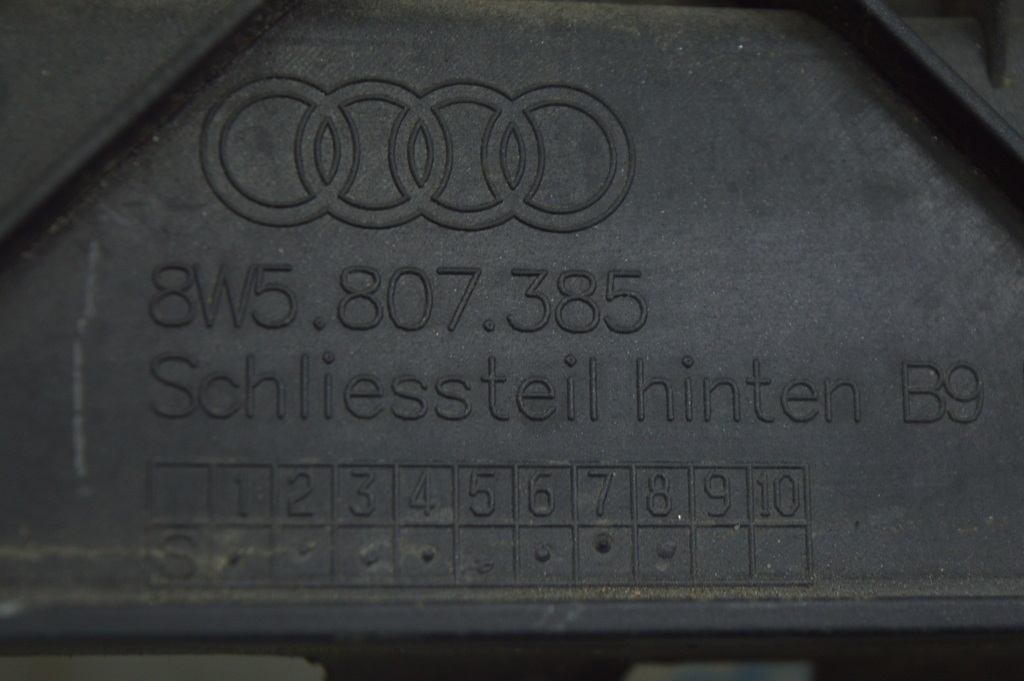 8W5.807.385
Schliessteil hinten B9
1 2 3 4 5 6 7 8 9 10
S